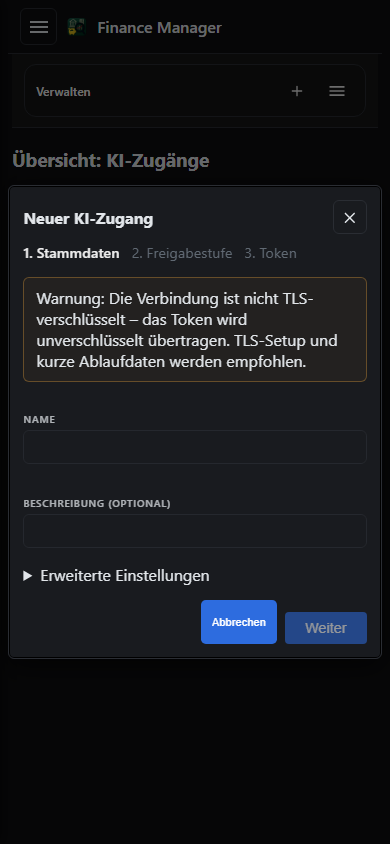 Finance Manager
Verwalten
Übersicht: KI-Zugänge
Neuer KI-Zugang
1. Stammdaten 2. Freigabestufe 3. Token
Warnung: Die Verbindung ist nicht TLS-
verschlüsselt – das Token wird
unverschlüsselt übertragen. TLS-Setup und
kurze Ablaufdaten werden empfohlen.
NAME
BESCHREIBUNG (OPTIONAL)
Erweiterte Einstellungen
Abbrechen Weiter